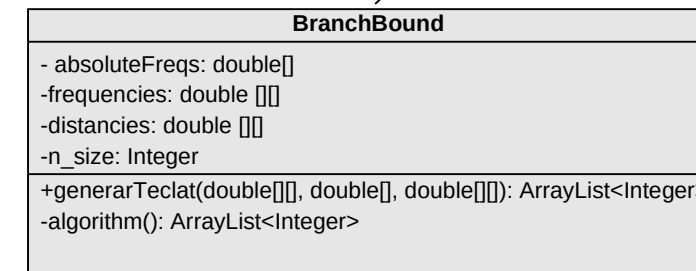 BranchBound
- absoluteFreqs: double[]
-frequencies: double [][]
-distancies: double [][]
-n_size: Integer
+generarTeclat(double[][], double[], double[][]): ArrayList<Integer>
-algorithm(): ArrayList<Integer>